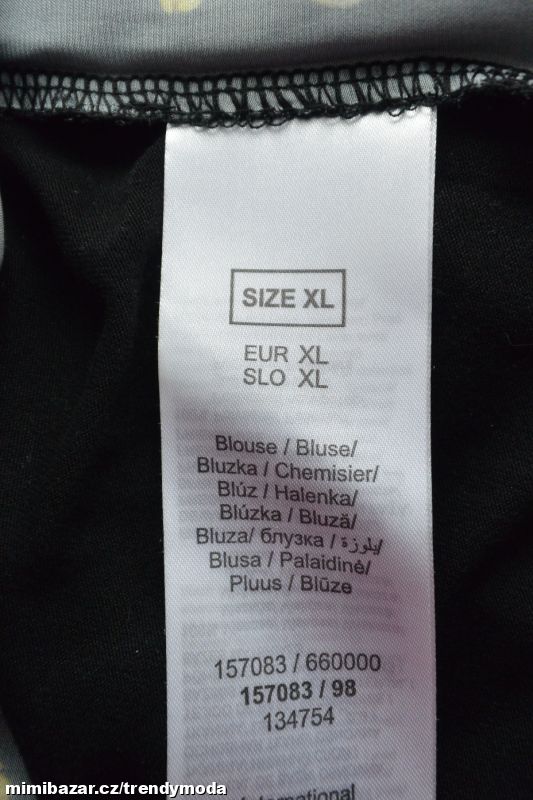 SIZE XL
EUR XL
SLO XL
Blouse / Bluse/
Bluzka / Chemisier/
Blúz / Halenka/
Blúzka / Bluză/
Bluza/ блузка / يلوزة/
Blusa / Palaidinė/
Pluus / Blūze
157083 / 660000
157083 / 98
134754
mimibazar.cz/trendymoda